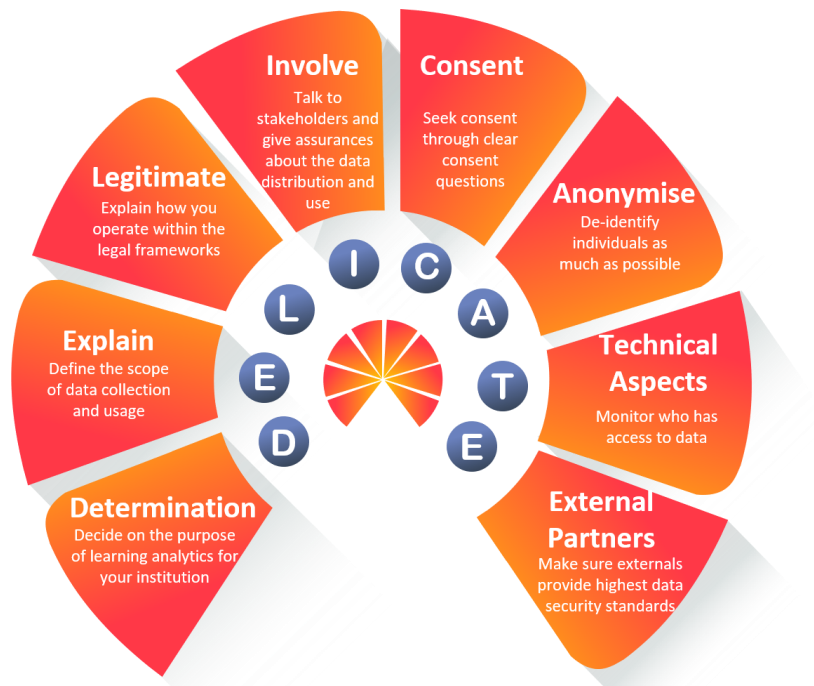 Determination
Decide on the purpose
of learning analytics for
your institution
Explain
Define the scope
of data collection
and usage
Legitimate
Explain how you
operate within the
legal frameworks
Involve
Talk to
stakeholders and
give assurances
about the data
distribution and
use
Consent
Seek consent
through clear
consent
questions
Anonymise
De-identify
individuals as
much as possible
Technical
Aspects
Monitor who has
access to data
External
Partners
Make sure externals
provide highest data
security standards
D
E
L
I
C
A
T
E